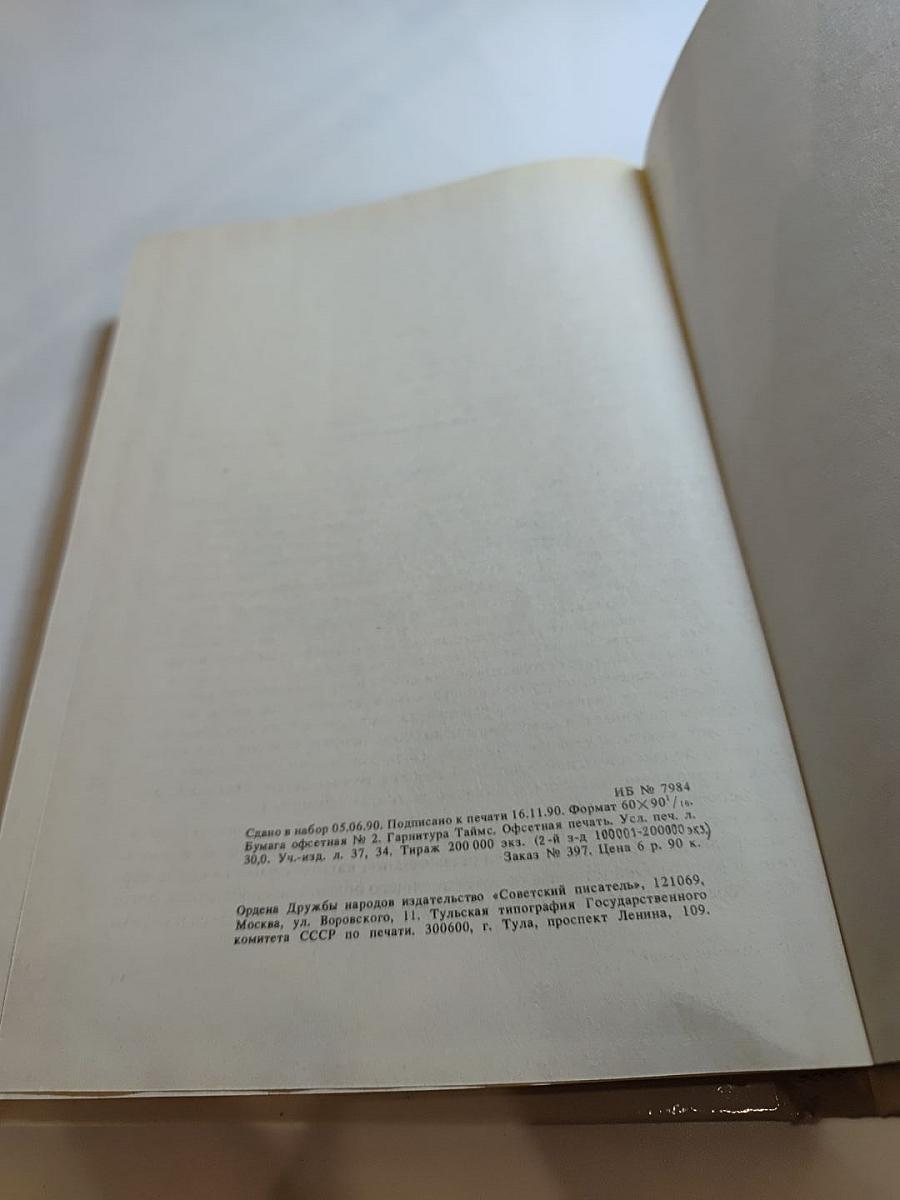 ИБ № 7984
Сдано в набор 05.06.90. Подписано к печати 16.11.90. Формат 60×90¹/₁₆.
Бумага офсетная № 2. Гарнитура Таймс. Офсетная печать. Усл. печ. л.
30,0. Уч.-изд. л. 37, 34. Тираж 200 000 экз. (2-й з-д 100001-200000 экз.)
Заказ № 397. Цена 6 р. 90 к.
Ордена Дружбы народов издательство «Советский писатель», 121069,
Москва, ул. Воровского, 11. Тульская типография Государственного
комитета СССР по печати. 300600, г. Тула, проспект Ленина, 109.